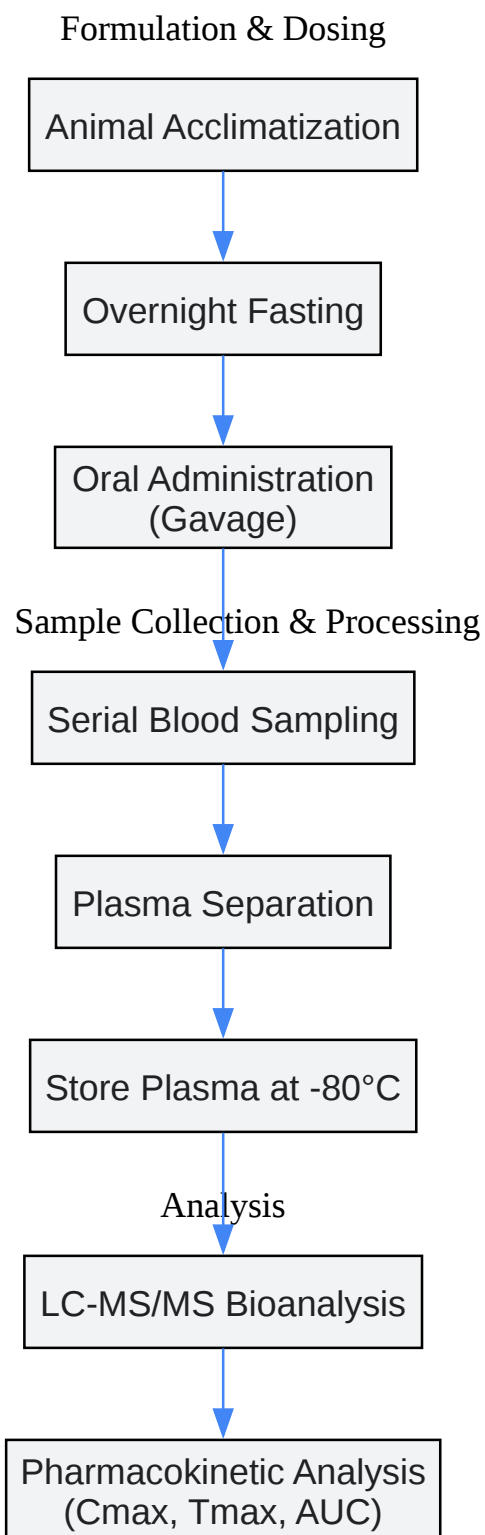 Formulation & Dosing
Animal Acclimatization
Overnight Fasting
Oral Administration
(Gavage)
Sample Collection & Processing
Serial Blood Sampling
Plasma Separation
Store Plasma at -80°C
Analysis
LC-MS/MS Bioanalysis
Pharmacokinetic Analysis
(Cmax, Tmax, AUC)